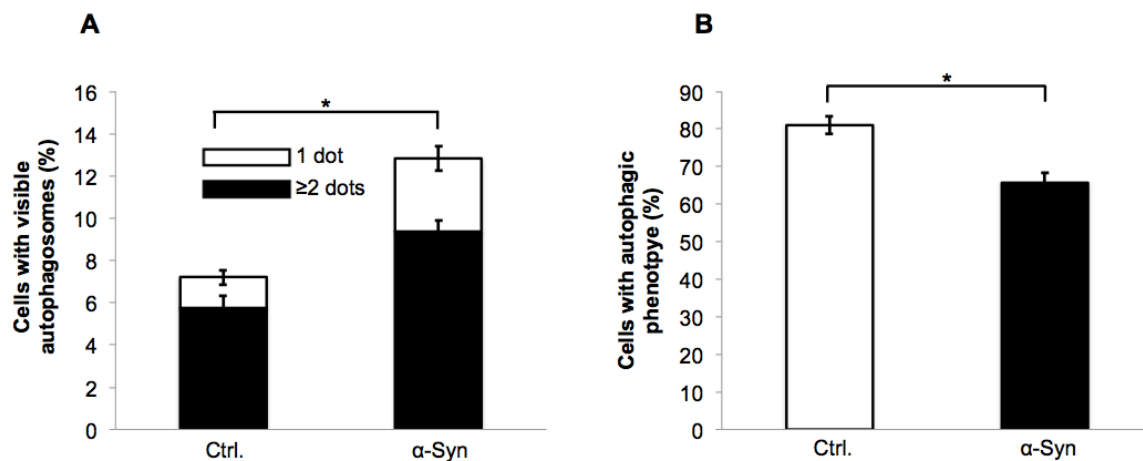 A
Cells with visible
autophagosomes (%)
16
14
12
10
8
6
4
2
0
*
1 dot
≥2 dots
Ctrl.
α-Syn
B
Cells with autophagic
phenotpye (%)
90
80
70
60
50
40
30
20
10
0
*
Ctrl.
α-Syn